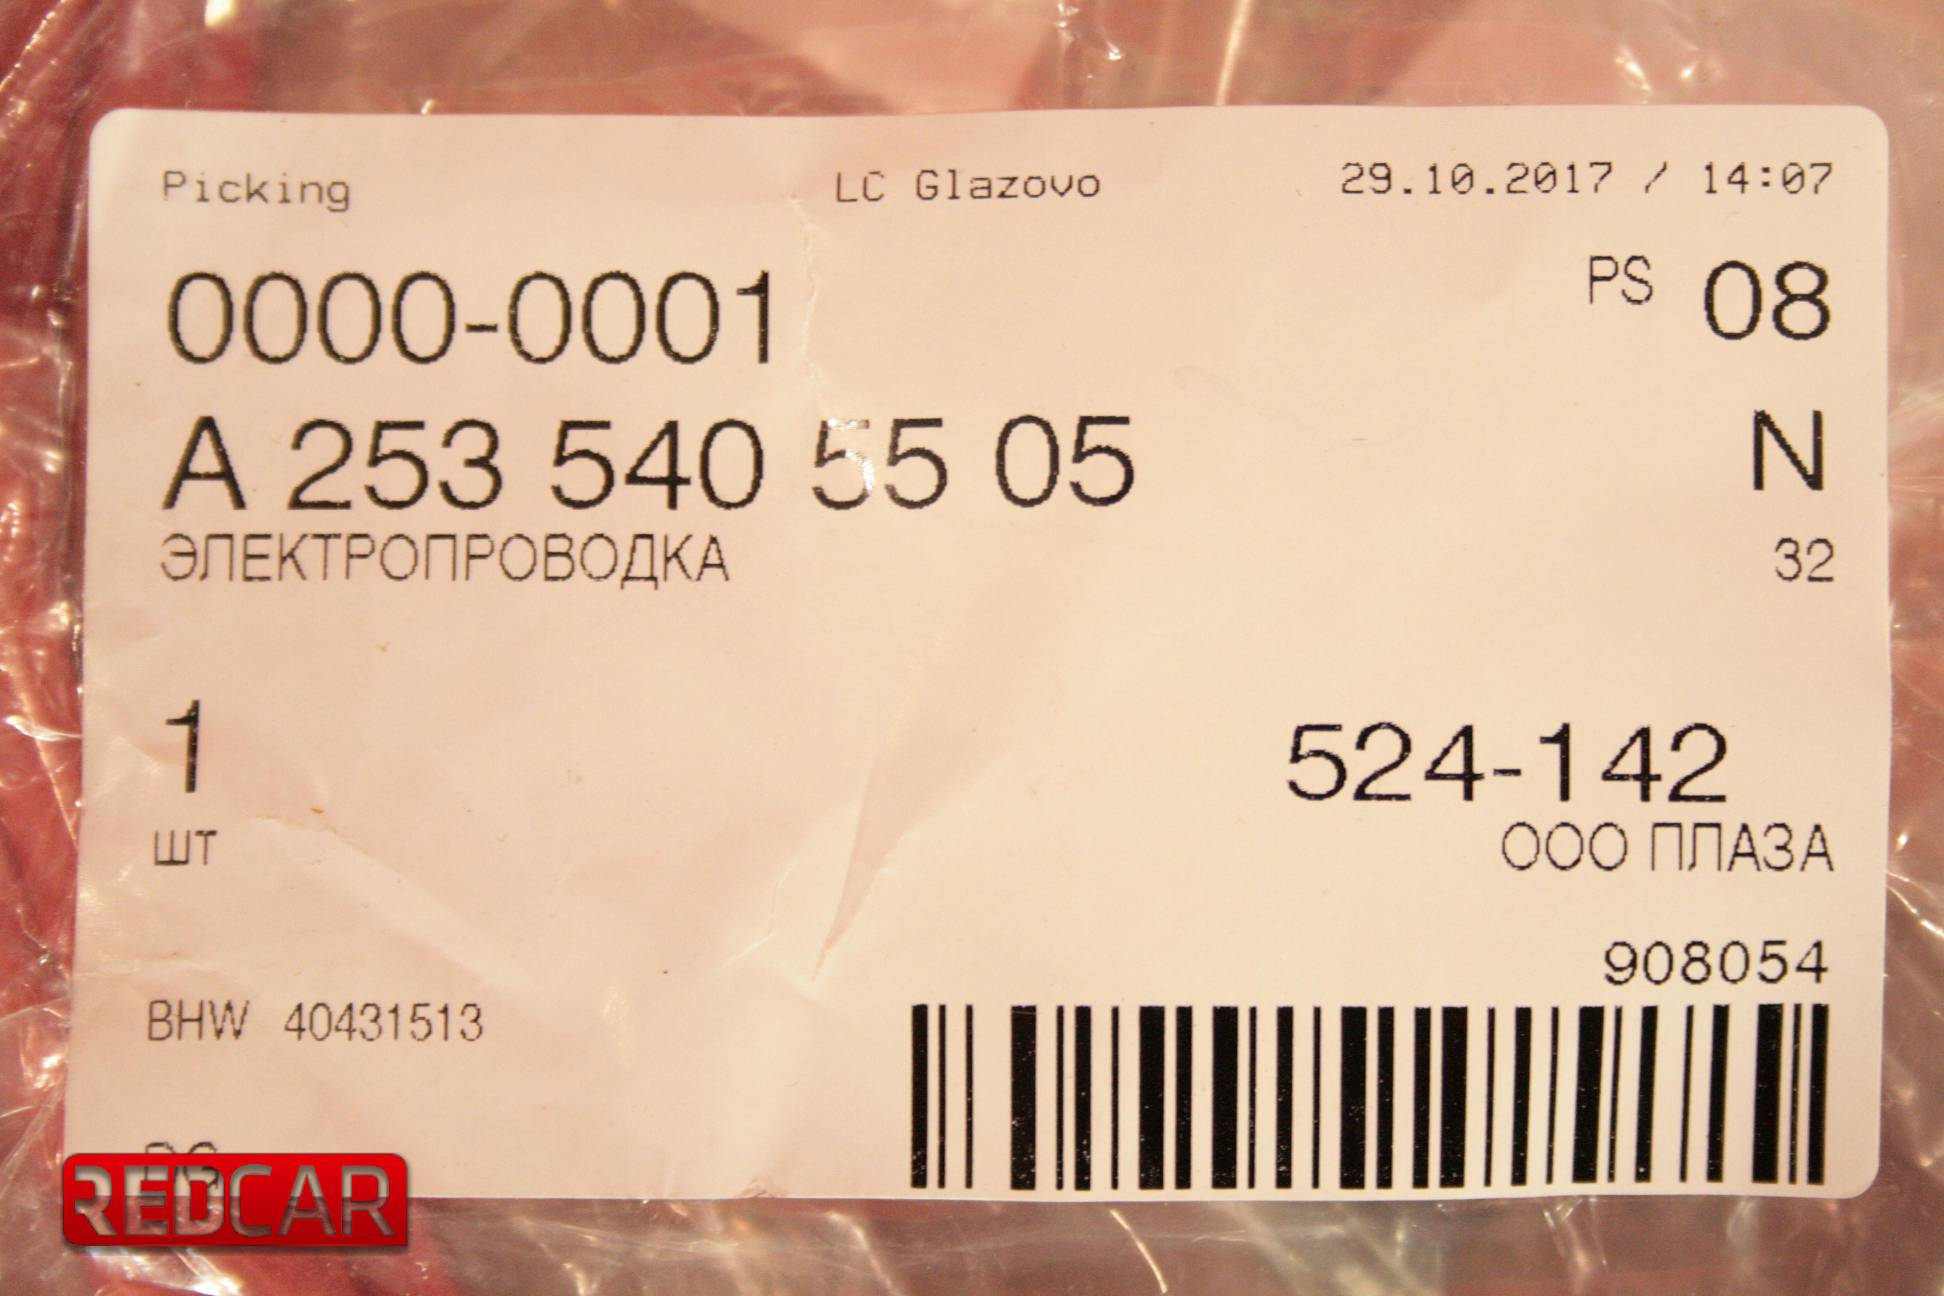 Picking LC Glazovo 29.10.2017 / 14:07
0000-0001 PS 08
A 253 540 55 05 N
ЭЛЕКТРОПРОВОДКА 32
1 524-142
шт ООО ПЛАЗА
908054
BHW 40431513
REDCAR